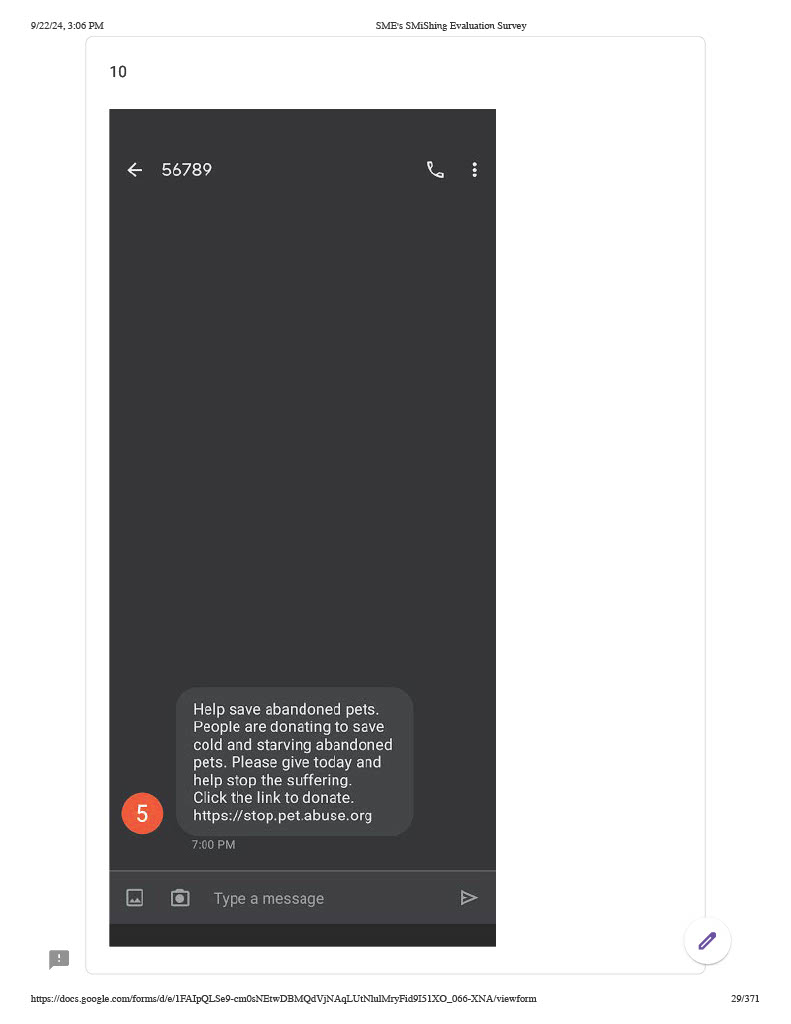 9/22/24, 3:06 PM
SME's SMiShing Evaluation Survey
10
56789
Help save abandoned pets.
People are donating to save
cold and starving abandoned
pets. Please give today and
help stop the suffering.
Click the link to donate.
https://stop.pet.abuse.org
5
7:00 PM
Type a message
https://docs.google.com/forms/d/e/1FAIpQLSe9-cm0sNEtwDBMQdVjNAqLUtNlulMryFid9I51XO_066-XNA/viewform
29/371